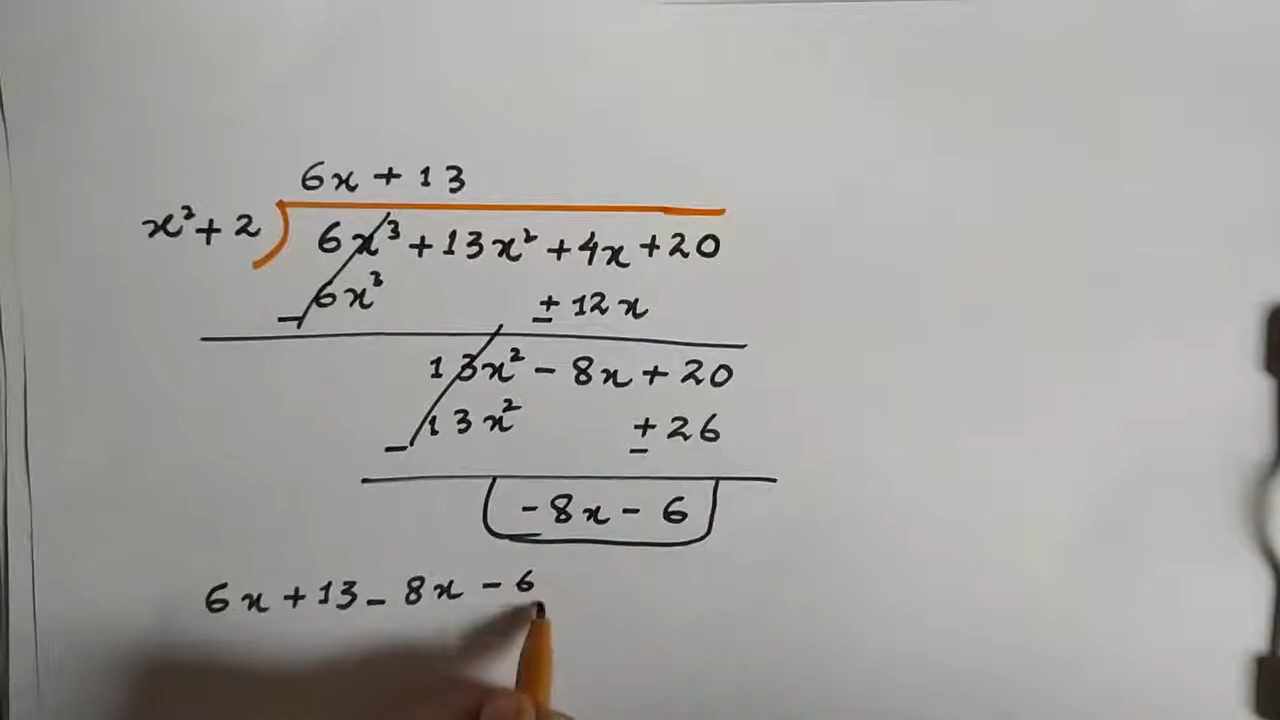 6x + 13
x² + 2 ) 6x³ + 13x² + 4x + 20
6x³ ± 12x
−
13x² − 8x + 20
13x² ± 26
−
-8x - 6
6x + 13 - 8x - 6